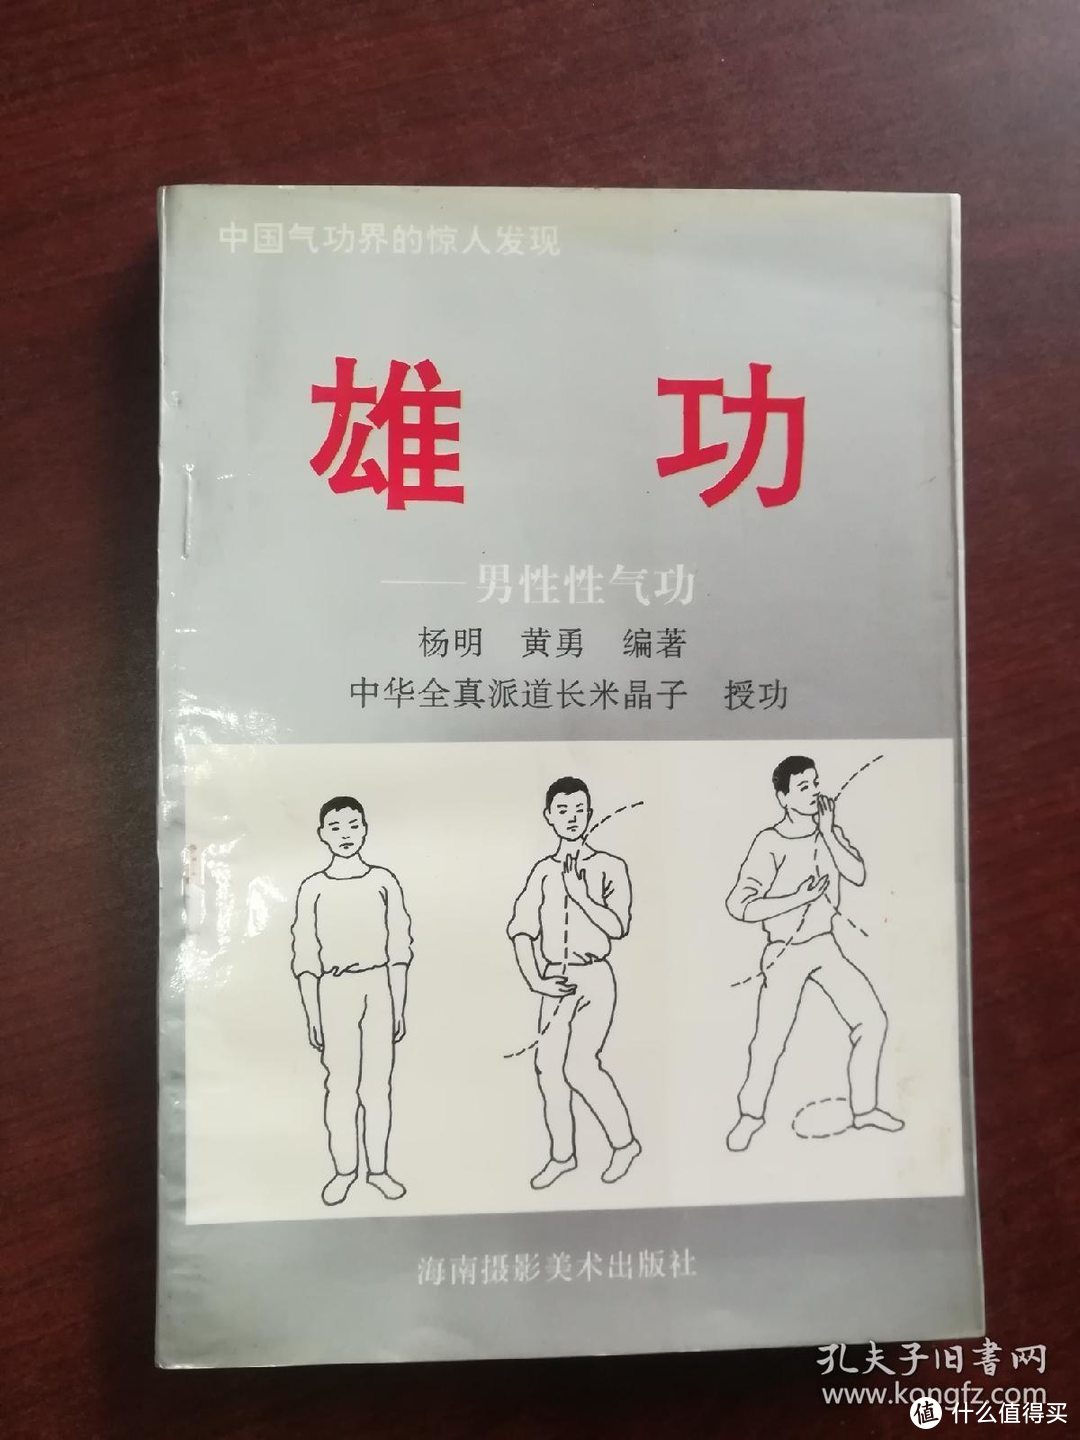 中国气功界的惊人发现
雄 功
——男性性气功
杨明 黄勇 编著
中华全真派道长米晶子 授功
海南摄影美术出版社
孔夫子旧書网
www.kongfz.com
值 什么值得买